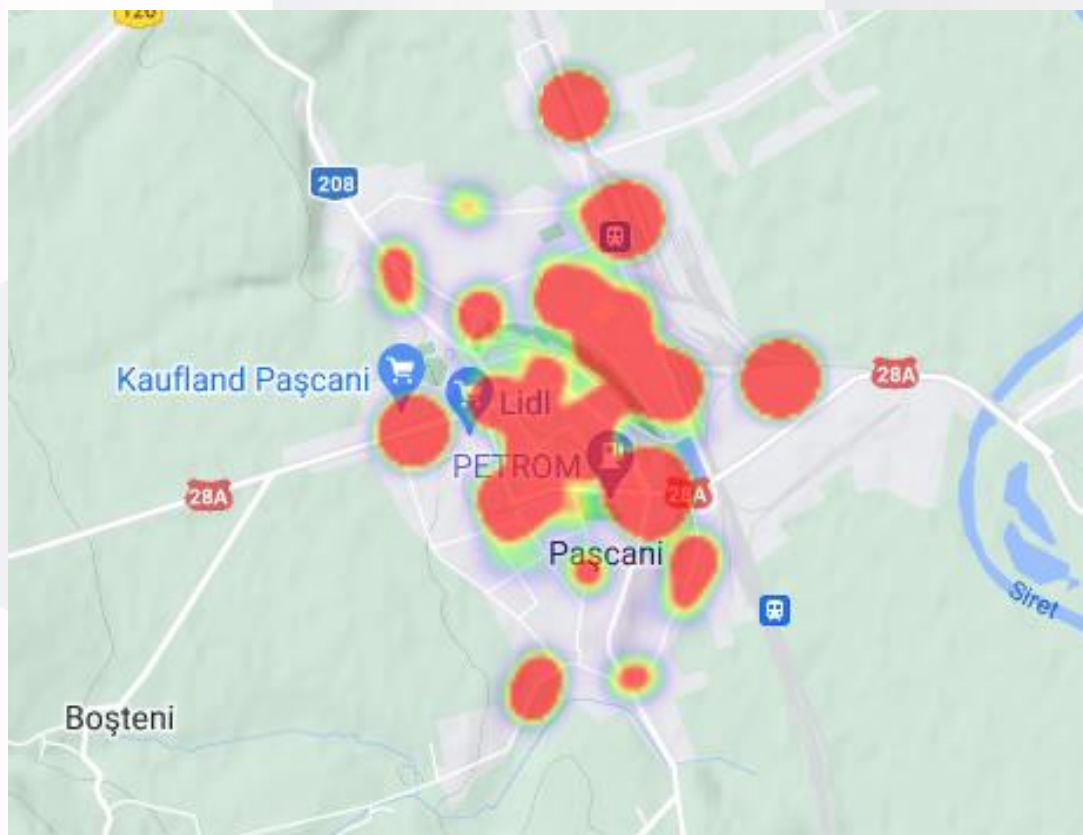 208
28A
Kaufland Paşcani
Lidl
PETROM
28A
28A
Paşcani
Siret
Boşteni